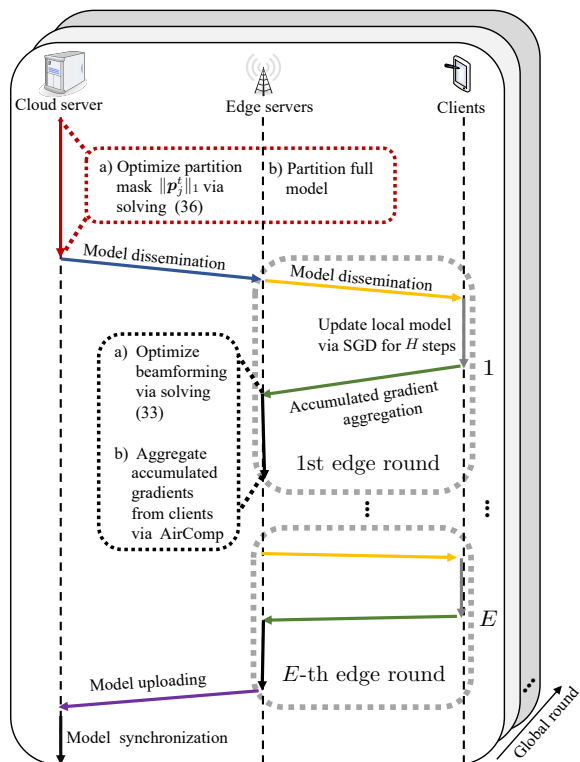 Cloud server
Edge servers
Clients
a) Optimize partition
mask ‖p_j^t‖_1 via
solving (36)
b) Partition full
model
Model dissemination
Model dissemination
Update local model
via SGD for H steps
1
a) Optimize
beamforming
via solving
(33)
b) Aggregate
accumulated
gradients
from clients
via AirComp
Accumulated gradient
aggregation
1st edge round
E
E-th edge round
Model uploading
Model synchronization
Global round